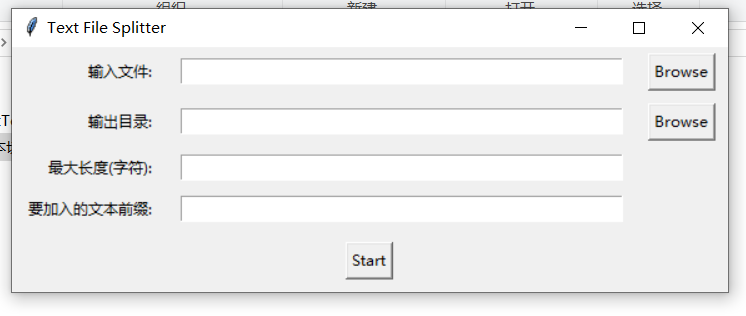 组织 新建 打开 选择
Text File Splitter
输入文件: Browse
输出目录: Browse
最大长度(字符):
要加入的文本前缀:
Start